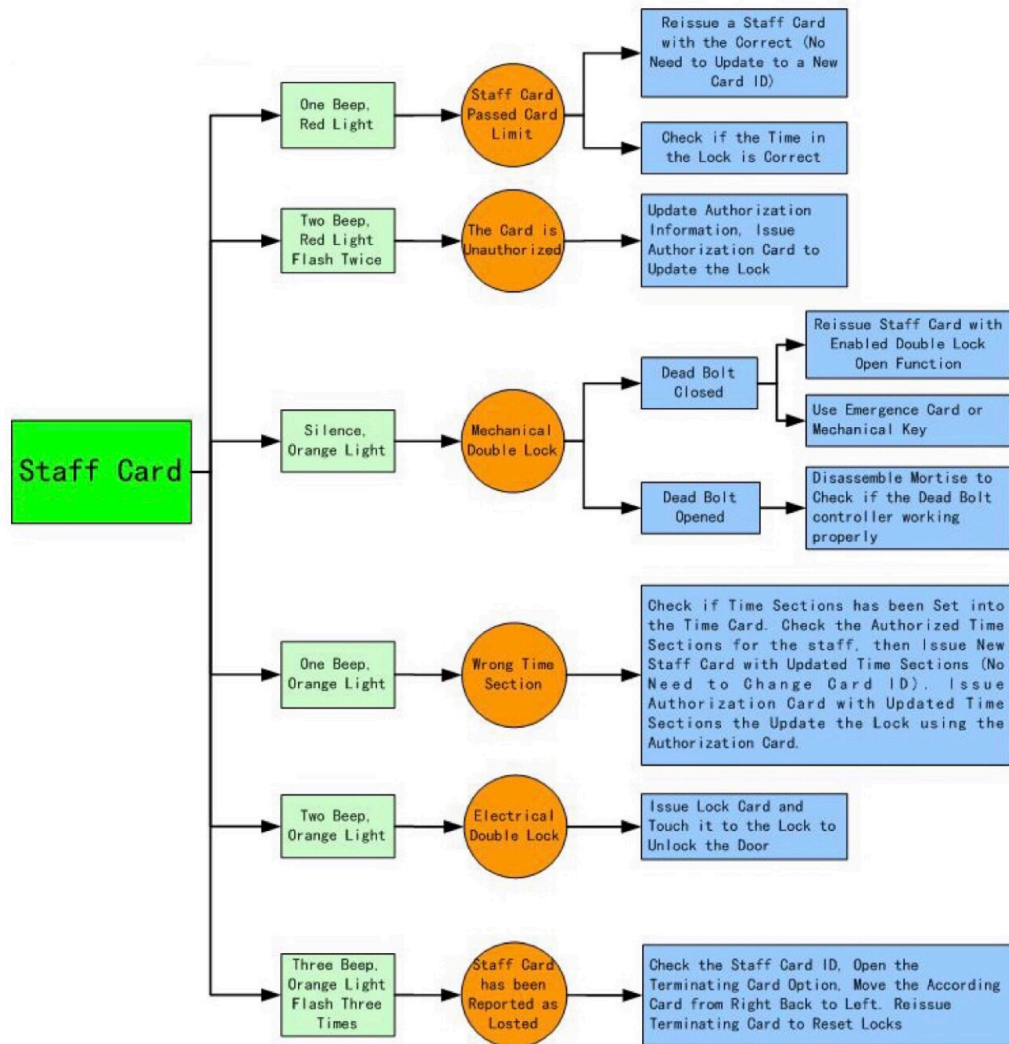 Staff Card
One Beep,
Red Light
Staff Card
Passed Card
Limit
Reissue a Staff Card
with the Correct (No
Need to Update to a New
Card ID)
Check if the Time in
the Lock is Correct
Two Beep,
Red Light
Flash Twice
The Card is
Unauthorized
Update Authorization
Information, Issue
Authorization Card to
Update the Lock
Silence,
Orange Light
Mechanical
Double Lock
Dead Bolt
Closed
Reissue Staff Card with
Enabled Double Lock
Open Function
Use Emergence Card or
Mechanical Key
Dead Bolt
Opened
Disassemble Mortise to
Check if the Dead Bolt
controller working
properly
One Beep,
Orange Light
Wrong Time
Section
Check if Time Sections has been Set into
the Time Card. Check the Authorized Time
Sections for the staff, then Issue New
Staff Card with Updated Time Sections (No
Need to Change Card ID). Issue
Authorization Card with Updated Time
Sections the Update the Lock using the
Authorization Card.
Two Beep,
Orange Light
Electrical
Double Lock
Issue Lock Card and
Touch it to the Lock to
Unlock the Door
Three Beep,
Orange Light
Flash Three
Times
Staff Card
has been
Reported as
Losted
Check the Staff Card ID, Open the
Terminating Card Option, Move the According
Card from Right Back to Left. Reissue
Terminating Card to Reset Locks